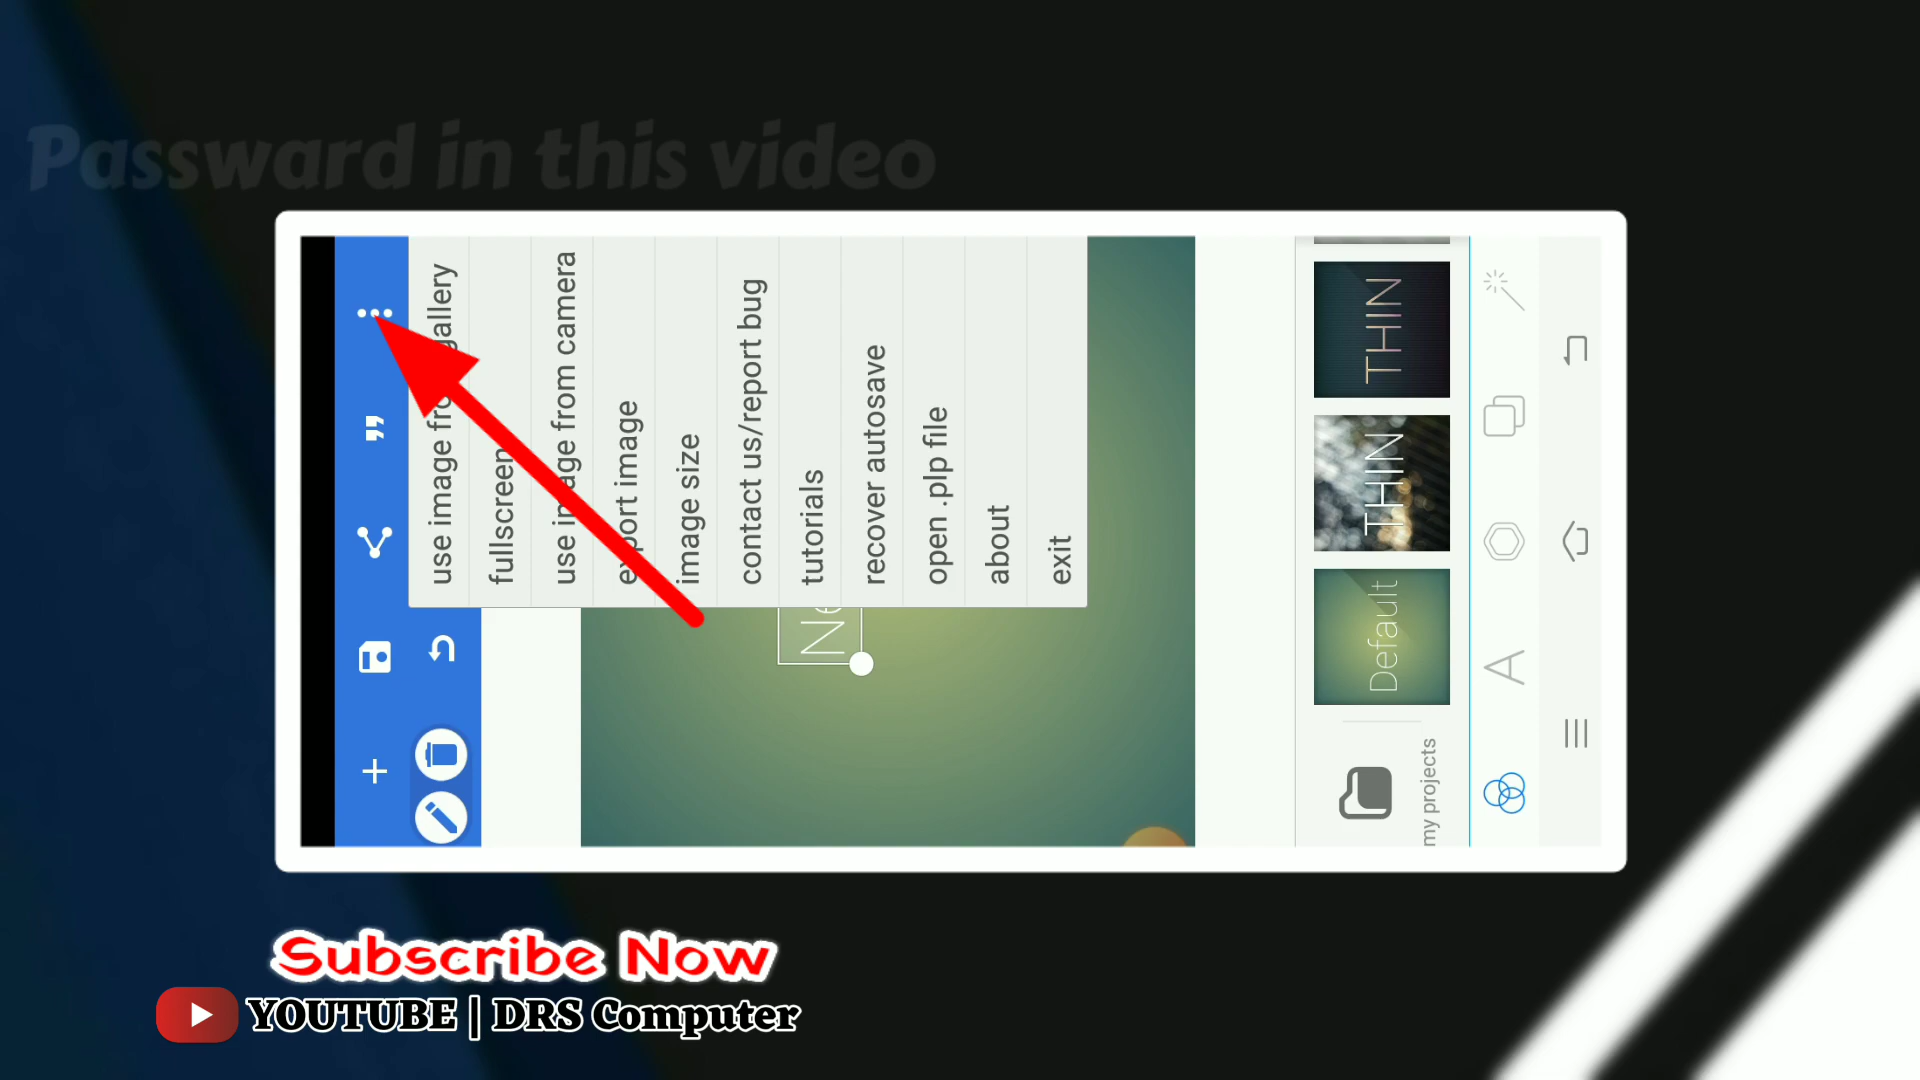 Passward in this video
use image from gallery
fullscreen
use image from camera
export image
image size
contact us/report bug
tutorials
recover autosave
open .plp file
about
exit
Ne
THIN
THIN
Default
my projects
Subscribe Now
YOUTUBE | DRS Computer